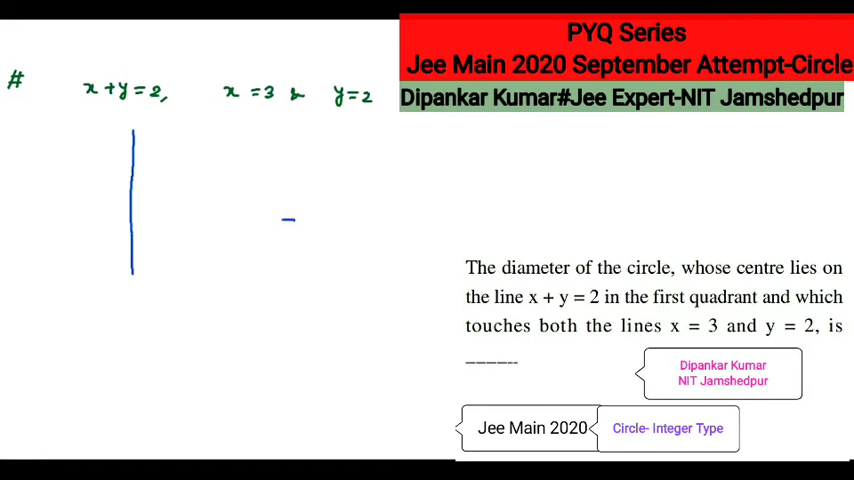 PYQ Series
Jee Main 2020 September Attempt-Circle
Dipankar Kumar#Jee Expert-NIT Jamshedpur
# x+y=2, x=3 & y=2
The diameter of the circle, whose centre lies on
the line x + y = 2 in the first quadrant and which
touches both the lines x = 3 and y = 2, is
______.
Dipankar Kumar
NIT Jamshedpur
Jee Main 2020
Circle- Integer Type